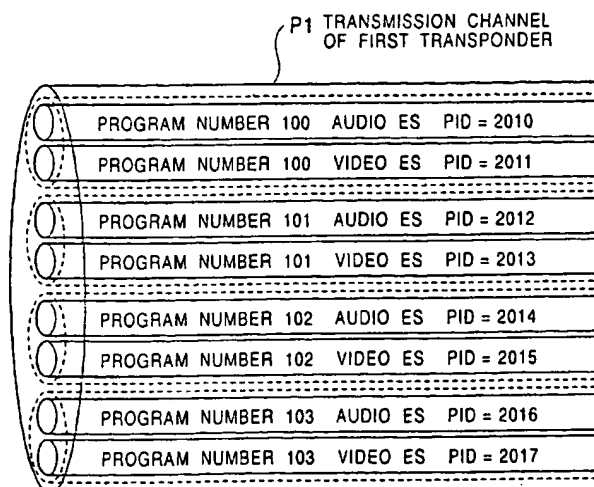 P1 TRANSMISSION CHANNEL
OF FIRST TRANSPONDER
PROGRAM NUMBER 100 AUDIO ES PID = 2010
PROGRAM NUMBER 100 VIDEO ES PID = 2011
PROGRAM NUMBER 101 AUDIO ES PID = 2012
PROGRAM NUMBER 101 VIDEO ES PID = 2013
PROGRAM NUMBER 102 AUDIO ES PID = 2014
PROGRAM NUMBER 102 VIDEO ES PID = 2015
PROGRAM NUMBER 103 AUDIO ES PID = 2016
PROGRAM NUMBER 103 VIDEO ES PID = 2017